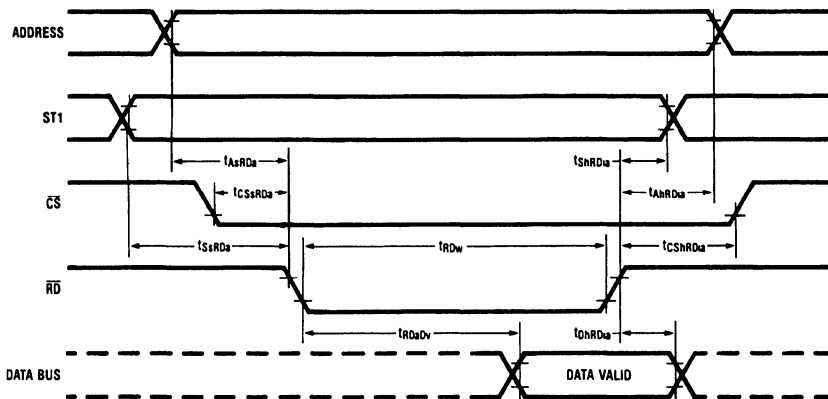 ADDRESS
ST1
tAsRDa
tShRDia
CS
tCSsRDa
tAhRDia
tSsRDa
tRDw
tCShRDia
RD
tRDaDv
tDhRDia
DATA BUS
DATA VALID